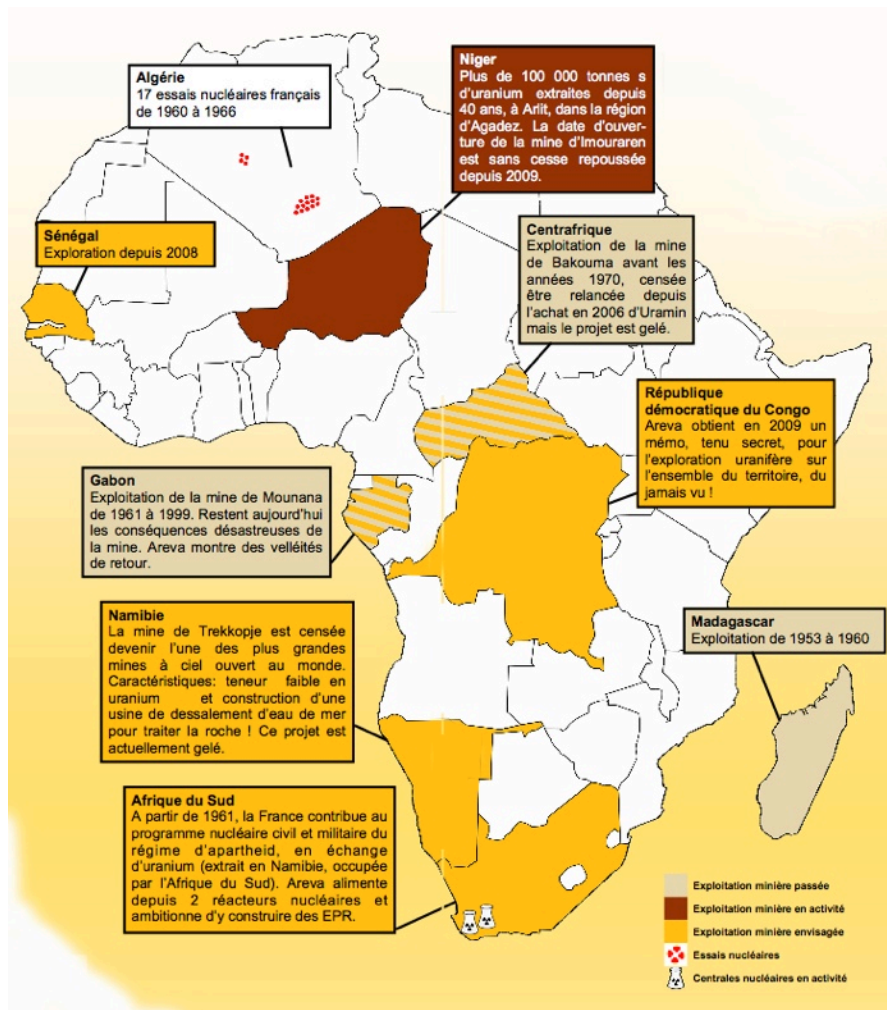 Algérie
17 essais nucléaires français
de 1960 à 1966
Niger
Plus de 100 000 tonnes s
d'uranium extraites depuis
40 ans, à Arlit, dans la région
d'Agadez. La date d'ouver-
ture de la mine d'Imouraren
est sans cesse repoussée
depuis 2009.
Sénégal
Exploration depuis 2008
Centrafrique
Exploitation de la mine
de Bakouma avant les
années 1970, censée
être relancée depuis
l'achat en 2006 d'Uramin
mais le projet est gelé.
République
démocratique du Congo
Areva obtient en 2009 un
mémo, tenu secret, pour
l'exploration uranifère sur
l'ensemble du territoire, du
jamais vu !
Gabon
Exploitation de la mine de Mounana
de 1961 à 1999. Restent aujourd'hui
les conséquences désastreuses de
la mine. Areva montre des velléités
de retour.
Namibie
La mine de Trekkopje est censée
devenir l'une des plus grandes
mines à ciel ouvert au monde.
Caractéristiques: teneur faible en
uranium et construction d'une
usine de dessalement d'eau de mer
pour traiter la roche ! Ce projet est
actuellement gelé.
Madagascar
Exploitation de 1953 à 1960
Afrique du Sud
A partir de 1961, la France contribue au
programme nucléaire civil et militaire du
régime d'apartheid, en échange
d'uranium (extrait en Namibie, occupée
par l'Afrique du Sud). Areva alimente
depuis 2 réacteurs nucléaires et
ambitionne d'y construire des EPR.
Exploitation minière passée
Exploitation minière en activité
Exploitation minière envisagée
Essais nucléaires
Centrales nucléaires en activité